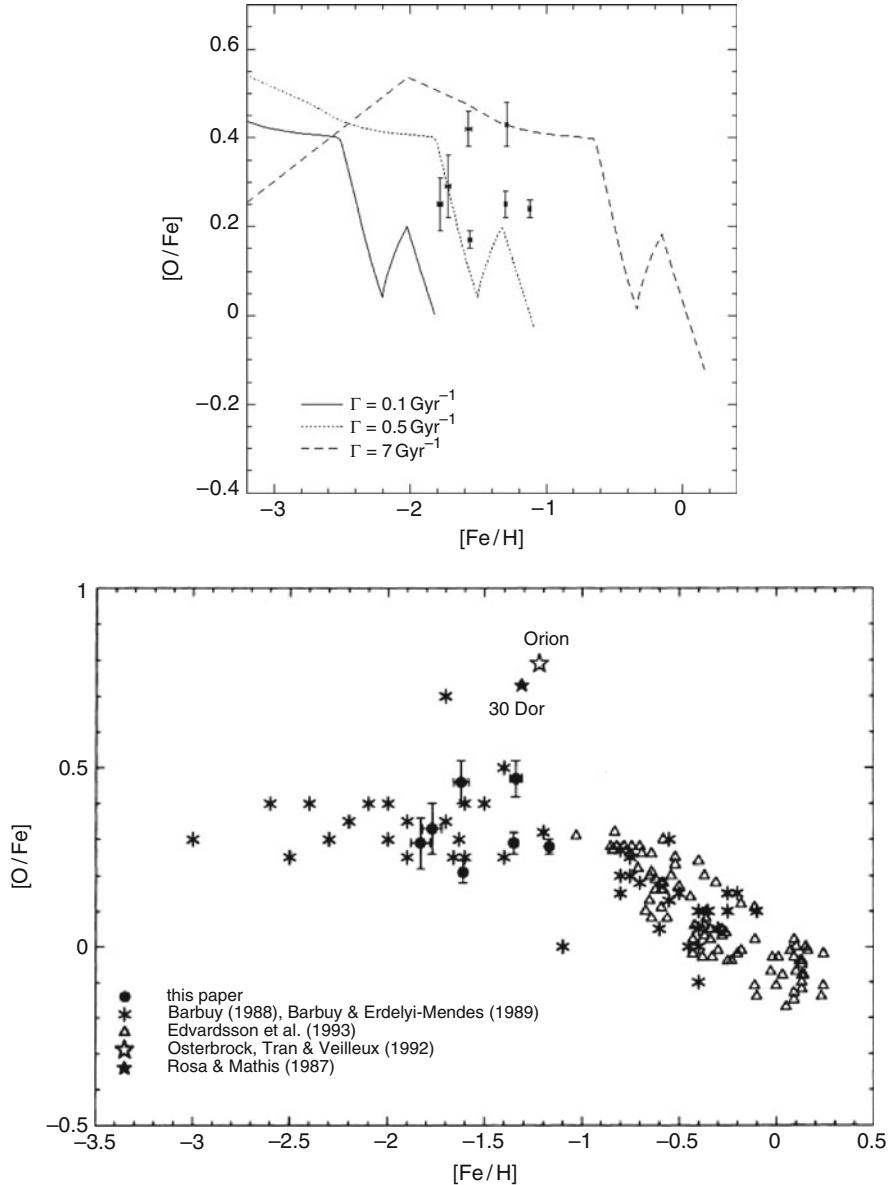 0.6
0.4
0.2
0
−0.2
−0.4
[O/Fe]
Γ = 0.1 Gyr⁻¹
Γ = 0.5 Gyr⁻¹
Γ = 7 Gyr⁻¹
−3
−2
−1
0
[Fe/H]
1
0.5
0
−0.5
[O/Fe]
Orion
30 Dor
this paper
Barbuy (1988), Barbuy & Erdelyi-Mendes (1989)
Edvardsson et al. (1993)
Osterbrock, Tran & Veilleux (1992)
Rosa & Mathis (1987)
−3.5
−3
−2.5
−2
−1.5
−1
−0.5
0
0.5
[Fe/H]